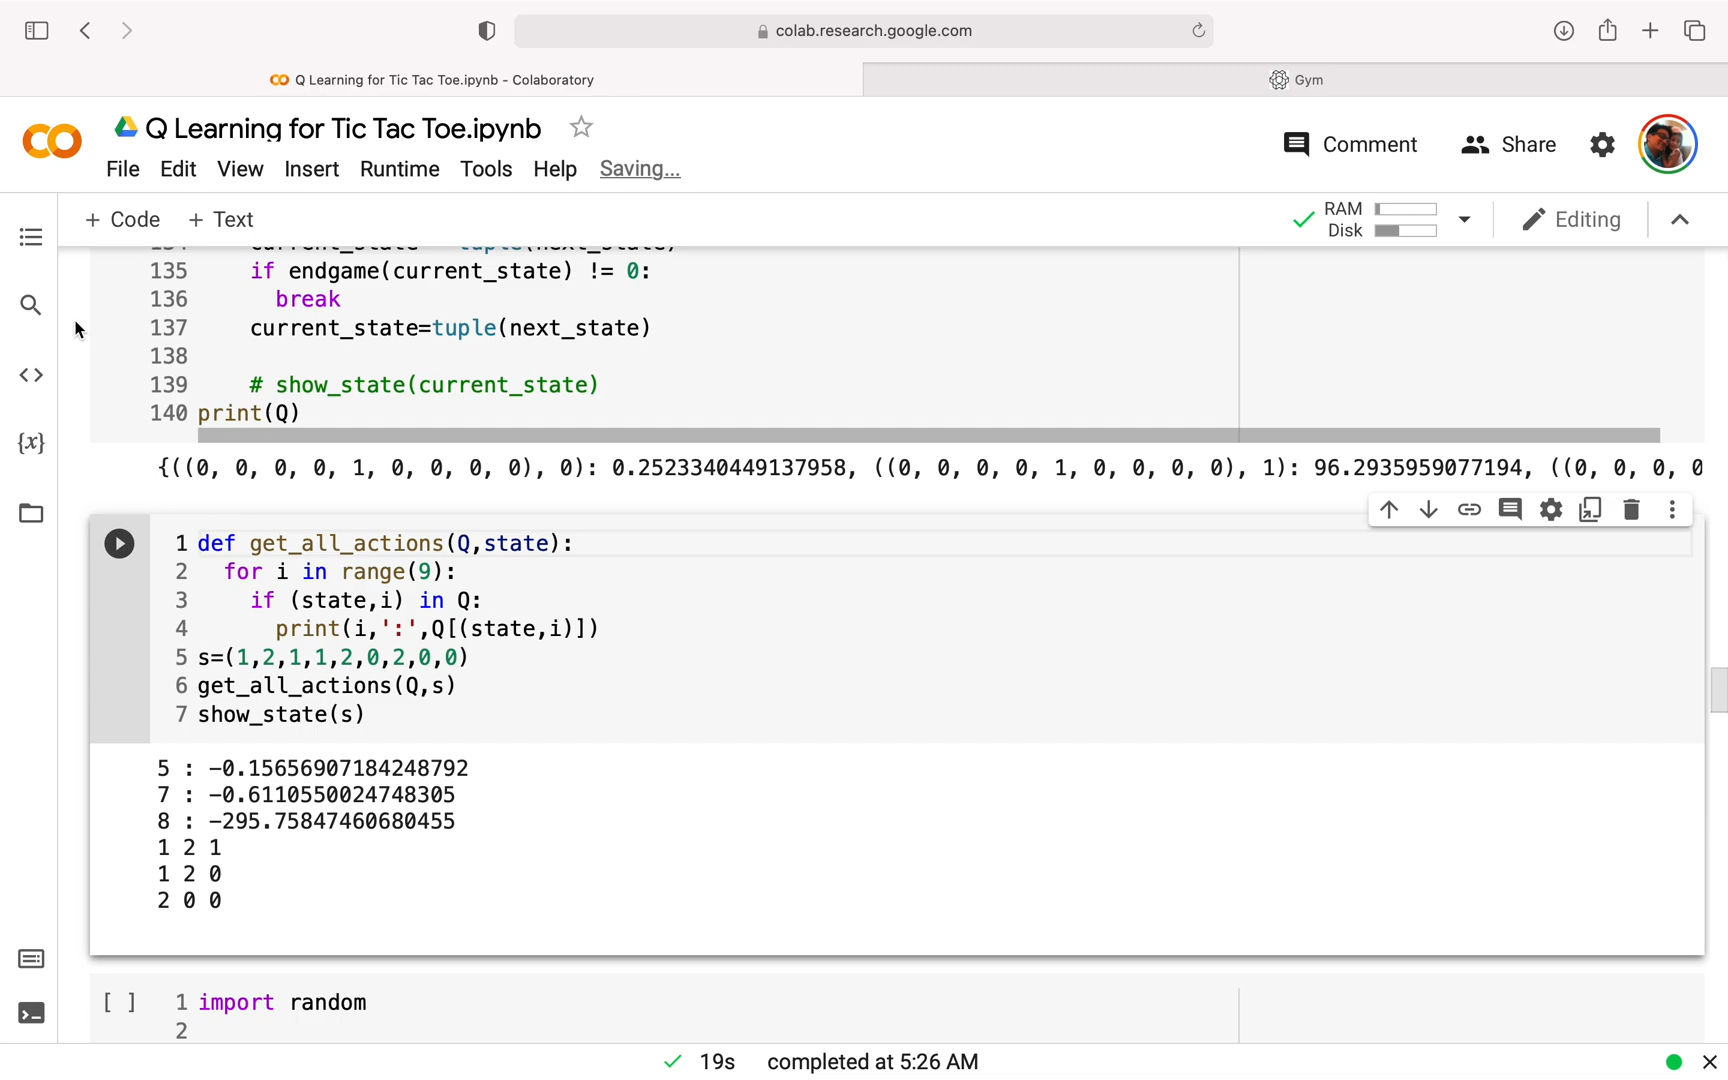 colab.research.google.com
Q Learning for Tic Tac Toe.ipynb - Colaboratory
Gym
Q Learning for Tic Tac Toe.ipynb
Comment
Share
File Edit View Insert Runtime Tools Help Saving...
+ Code + Text
RAM
Disk
Editing
134 current_state = tuple(next_state)
135 if endgame(current_state) != 0:
136 break
137 current_state=tuple(next_state)
138
139 # show_state(current_state)
140 print(Q)
{((0, 0, 0, 0, 1, 0, 0, 0, 0), 0): 0.2523340449137958, ((0, 0, 0, 0, 1, 0, 0, 0, 0), 1): 96.2935959077194, ((0, 0, 0, 0
1 def get_all_actions(Q,state):
2 for i in range(9):
3 if (state,i) in Q:
4 print(i,':',Q[(state,i)])
5 s=(1,2,1,1,2,0,2,0,0)
6 get_all_actions(Q,s)
7 show_state(s)
5 : -0.15656907184248792
7 : -0.6110550024748305
8 : -295.75847460680455
1 2 1
1 2 0
2 0 0
[ ] 1 import random
2
19s completed at 5:26 AM